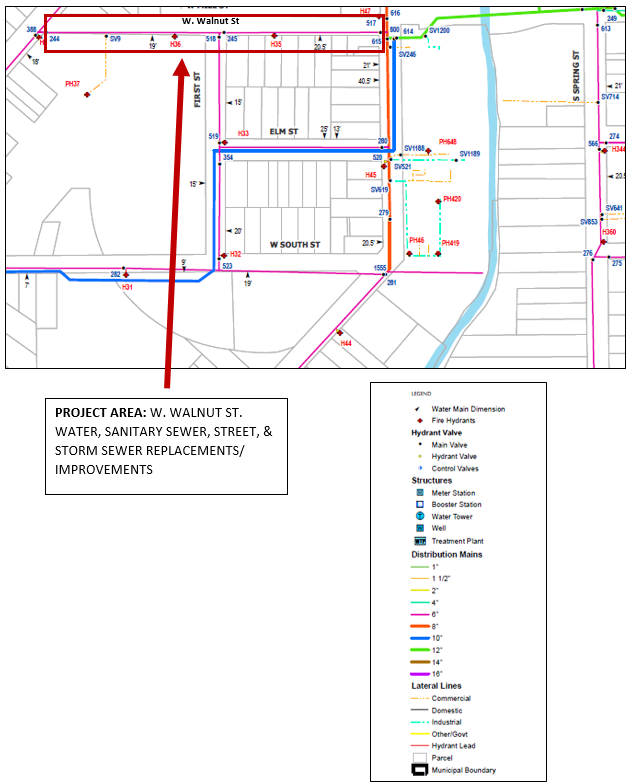 W. Walnut St
H47
616
517
249
388
244
SV9
H36
19'
518
245
H35
20.5'
615
600
614
SV1200
SV246
613
18'
21'
40.5'
PH37
FIRST ST
15'
S SPRING ST
21'
SV714
ELM ST
25'
13'
519
H33
280
274
566
H344
354
520
SV1188
PH648
SV1189
SV521
H45
15'
SV519
20.5'
PH420
279
SV541
SV853
20'
W SOUTH ST
20.5'
H360
H32
PH46
PH419
9'
523
276
275
282
1555
7'
H31
19'
281
H44
PROJECT AREA: W. WALNUT ST.
WATER, SANITARY SEWER, STREET, &
STORM SEWER REPLACEMENTS/
IMPROVEMENTS
LEGEND
Water Main Dimension
Fire Hydrants
Hydrant Valve
Main Valve
Hydrant Valve
Control Valves
Structures
Meter Station
Booster Station
Water Tower
Well
Treatment Plant
Distribution Mains
1"
1 1/2"
2"
4"
6"
8"
10"
12"
14"
16"
Lateral Lines
Commercial
Domestic
Industrial
Other/Govt
Hydrant Lead
Parcel
Municipal Boundary